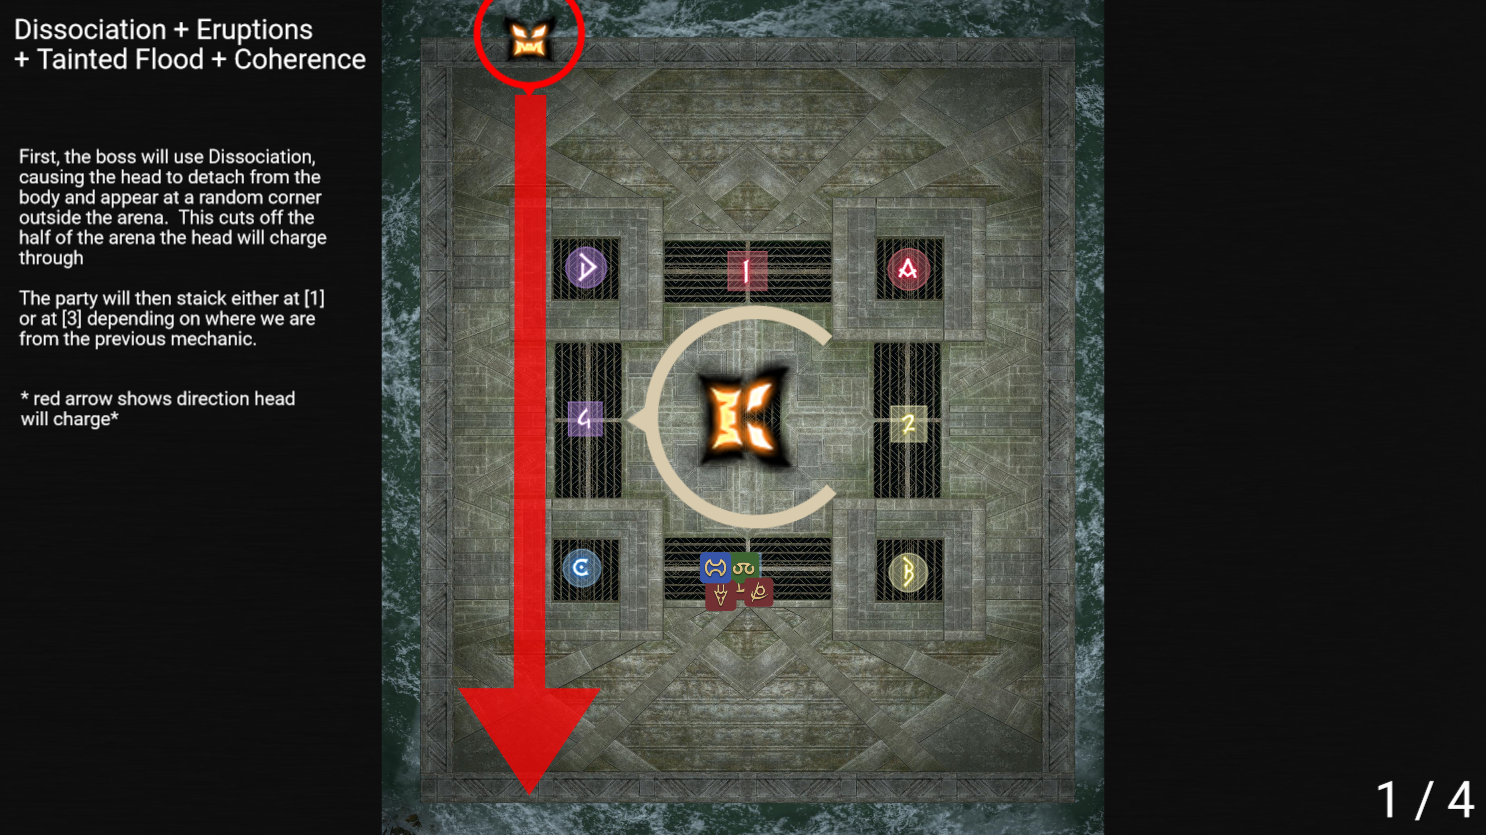 Dissociation + Eruptions
+ Tainted Flood + Coherence
First, the boss will use Dissociation,
causing the head to detach from the
body and appear at a random corner
outside the arena.  This cuts off the
half of the arena the head will charge
through
The party will then staick either at [1]
or at [3] depending on where we are
from the previous mechanic.
* red arrow shows direction head
will charge*
D
1
A
4
2
C
B
1 / 4